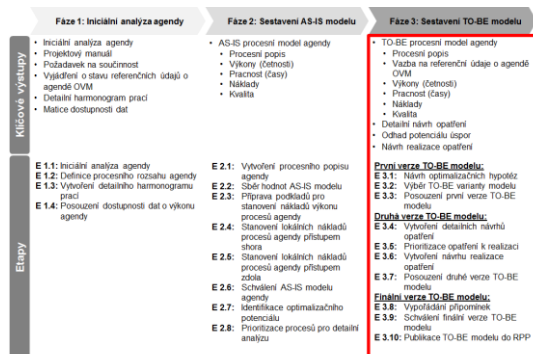 Fáze 1: Iniciální analýza agendy
Fáze 2: Sestavení AS-IS modelu
Fáze 3: Sestavení TO-BE modelu
Klíčové výstupy
• Iniciální analýza agendy
• Projektový manuál
• Požadavek na součinnost
• Vyjádření o stavu referenčních údajů o
agendě OVM
• Detailní harmonogram prací
• Matice dostupnosti dat
• AS-IS procesní model agendy
• Procesní popis
• Výkony (četnosti)
• Pracnost (časy)
• Náklady
• Kvalita
• TO-BE procesní model agendy
• Procesní popis
• Vazba na referenční údaje o agendě
OVM
• Výkony (četnosti)
• Pracnost (časy)
• Náklady
• Kvalita
• Detailní návrh opatření
• Odhad potenciálu úspor
• Návrh realizace opatření
Etapy
E 1.1: Iniciální analýza agendy
E 1.2: Definice procesního rozsahu agendy
E 1.3: Vytvoření detailního harmonogramu
prací
E 1.4: Posouzení dostupnosti dat o výkonu
agendy
E 2.1: Vytvoření procesního popisu
agendy
E 2.2: Sběr hodnot AS-IS modelu
E 2.3: Příprava podkladů pro
stanovení nákladů výkonu
procesů agendy
E 2.4: Stanovení lokálních nákladů
procesů agendy přístupem
shora
E 2.5: Stanovení lokálních nákladů
procesů agendy přístupem
zdola
E 2.6: Schválení AS-IS modelu
agendy
E 2.7: Identifikace optimalizačního
potenciálu
E 2.8: Prioritizace procesů pro detailní
analýzu
První verze TO-BE modelu:
E 3.1: Návrh optimalizačních hypotéz
E 3.2: Výběr TO-BE varianty modelu
E 3.3: Posouzení první verze TO-BE
modelu
Druhá verze TO-BE modelu:
E 3.4: Vytvoření detailních návrhů
opatření
E 3.5: Prioritizace opatření k realizaci
E 3.6: Vytvoření návrhu realizace
opatření
E 3.7: Posouzení druhé verze TO-BE
modelu
Finální verze TO-BE modelu:
E 3.8: Vypořádání připomínek
E 3.9: Schválení finální verze TO-BE
modelu
E 3.10: Publikace TO-BE modelu do RPP